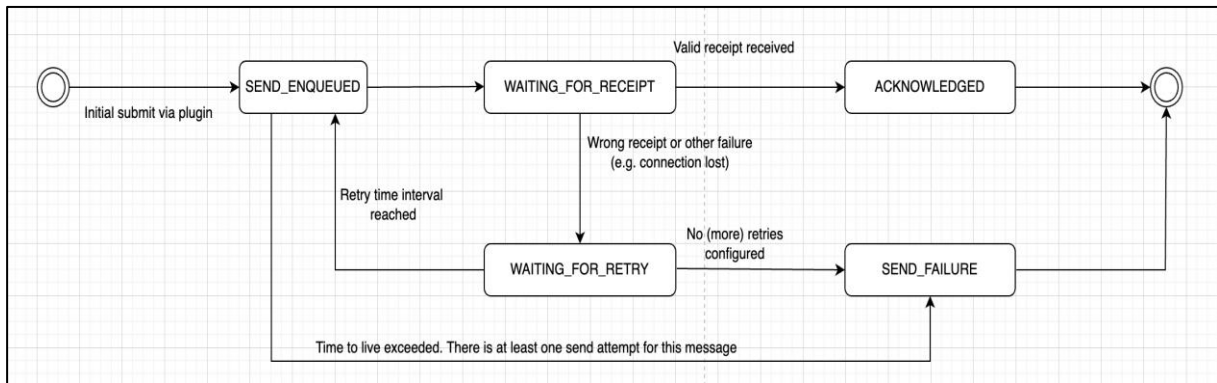 Valid receipt received
SEND_ENQUEUED
WAITING_FOR_RECEIPT
ACKNOWLEDGED
Initial submit via plugin
Wrong receipt or other failure
(e.g. connection lost)
Retry time interval
reached
No (more) retries
configured
WAITING_FOR_RETRY
SEND_FAILURE
Time to live exceeded. There is at least one send attempt for this message